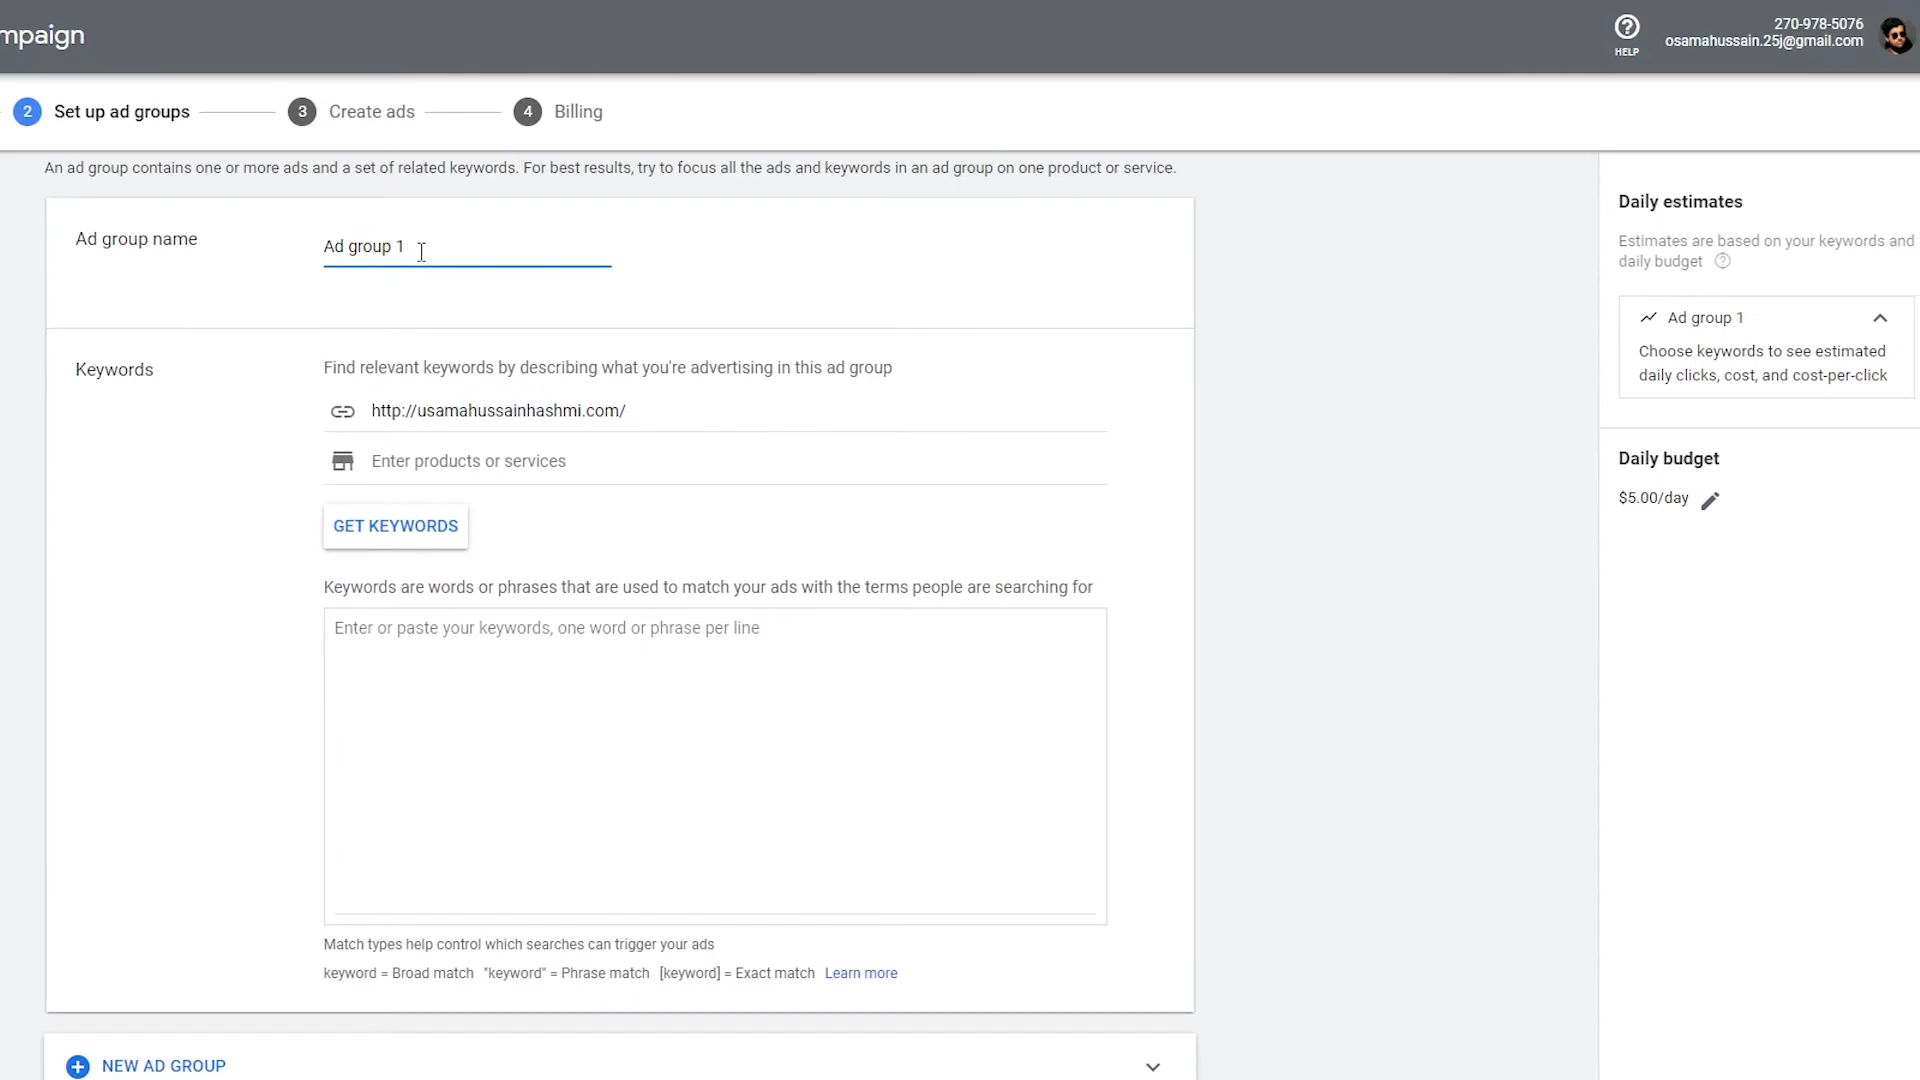 mpaign
HELP
270-978-5076
osamahussain.25j@gmail.com
2 Set up ad groups
3 Create ads
4 Billing
An ad group contains one or more ads and a set of related keywords. For best results, try to focus all the ads and keywords in an ad group on one product or service.
Ad group name
Ad group 1
Keywords
Find relevant keywords by describing what you're advertising in this ad group
http://usamahussainhashmi.com/
Enter products or services
GET KEYWORDS
Keywords are words or phrases that are used to match your ads with the terms people are searching for
Enter or paste your keywords, one word or phrase per line
Match types help control which searches can trigger your ads
keyword = Broad match "keyword" = Phrase match [keyword] = Exact match Learn more
NEW AD GROUP
Daily estimates
Estimates are based on your keywords and
daily budget
Ad group 1
Choose keywords to see estimated
daily clicks, cost, and cost-per-click
Daily budget
$5.00/day